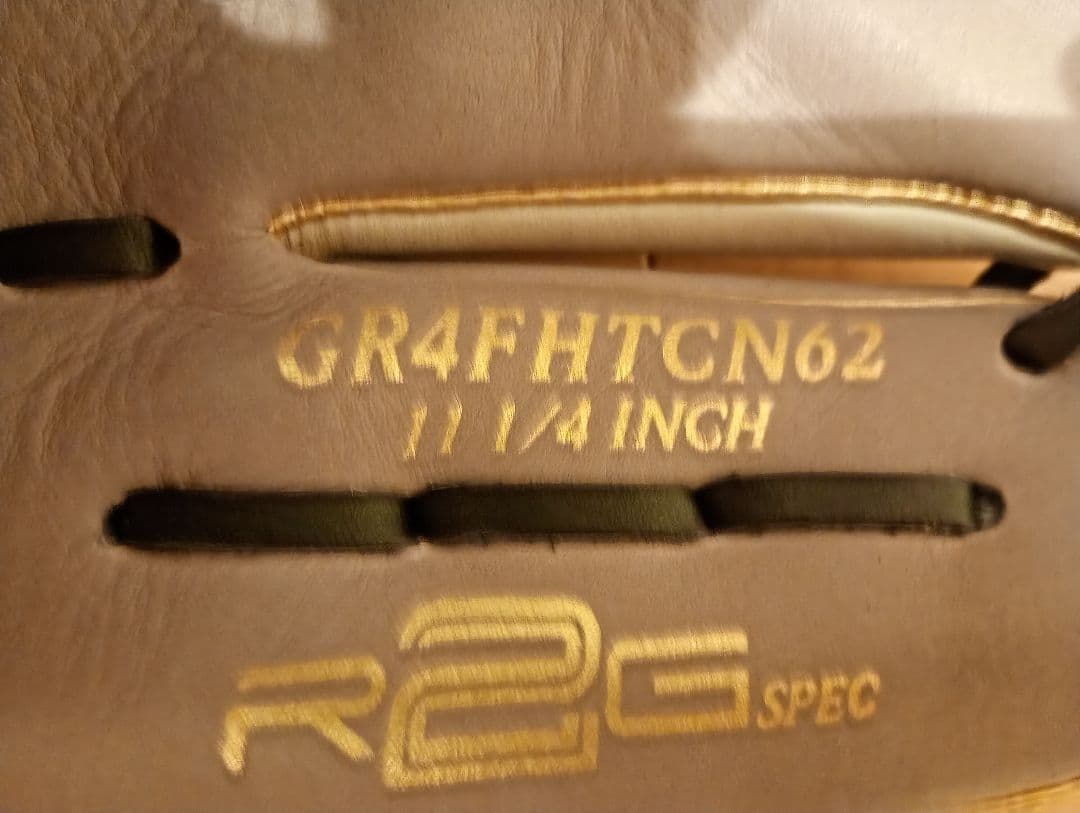 GR4FHTCN62
11 1/4 INCH
R2G SPEC